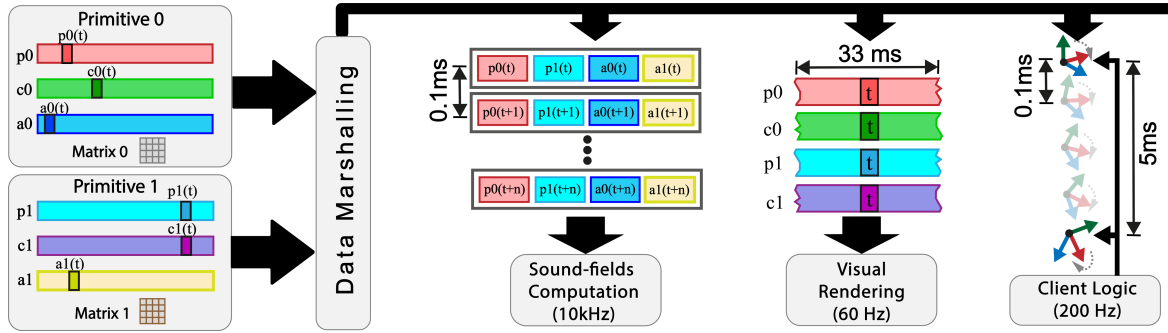 Primitive 0
p0(t)
p0
c0(t)
c0
a0(t)
a0
Matrix 0
Primitive 1
p1(t)
p1
c1(t)
c1
a1(t)
a1
Matrix 1
Data Marshalling
0.1ms
p0(t) p1(t) a0(t) a1(t)
p0(t+1) p1(t+1) a0(t+1) a1(t+1)
p0(t+n) p1(t+n) a0(t+n) a1(t+n)
Sound-fields
Computation
(10kHz)
33 ms
p0 t
c0 t
p1 t
c1 t
Visual
Rendering
(60 Hz)
0.1ms
5ms
Client Logic
(200 Hz)